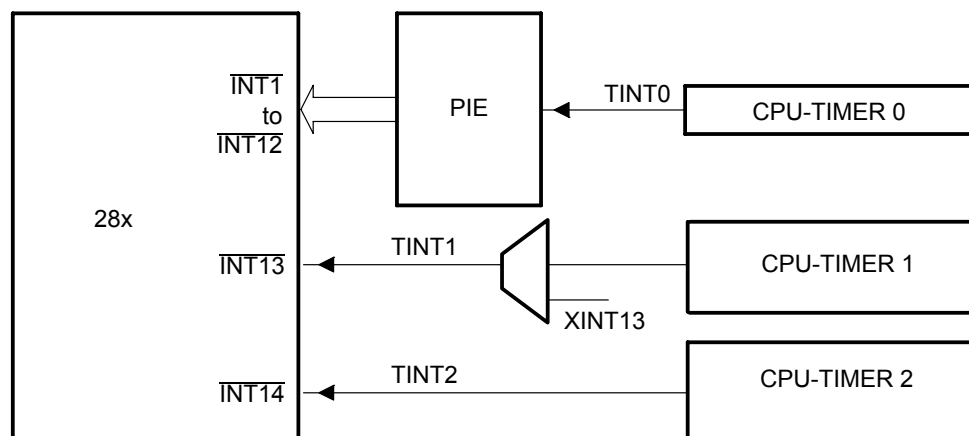 INT1
to
INT12
PIE
TINT0
CPU-TIMER 0
28x
INT13
TINT1
XINT13
CPU-TIMER 1
INT14
TINT2
CPU-TIMER 2